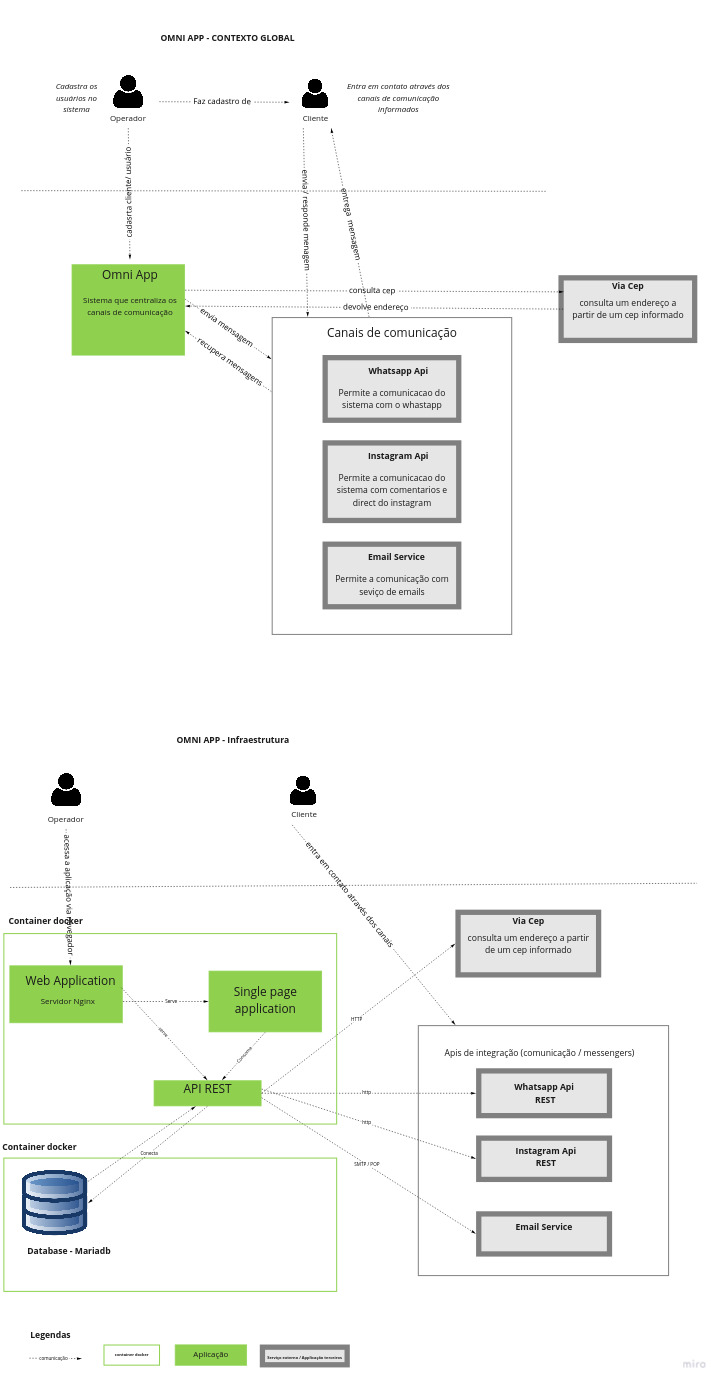 OMNI APP - CONTEXTO GLOBAL
Cadastra os
usuários no
sistema
Operador
Faz cadastro de
Cliente
Entra em contato através dos
canais de comunicação
informados
cadasrta cliente/ usuário
envia / responde menagem
entrega mensagem
Omni App
Sistema que centraliza os
canais de comunicação
consulta cep
devolve endereço
envia mensagem
recupera mensagens
Via Cep
consulta um endereço a
partir de um cep informado
Canais de comunicação
Whatsapp Api
Permite a comunicacao do
sistema com o whastapp
Instagram Api
Permite a comunicacao do
sistema com comentarios e
direct do instagram
Email Service
Permite a comunicação com
seviço de emails
OMNI APP - Infraestrutura
Operador
Cliente
acessa a aplicação via navegador
entra em contato através dos canais
Container docker
Web Application
Servidor Nginx
Serve
Single page
application
serve
Consome
API REST
Via Cep
consulta um endereço a partir
de um cep informado
HTTP
http
http
SMTP / POP
Apis de integração (comunicação / messengers)
Whatsapp Api
REST
Instagram Api
REST
Email Service
Container docker
Conecta
Database - Mariadb
Legendas
comunicação
container docker
Aplicação
Serviço externo / Applicação terceiros
miro